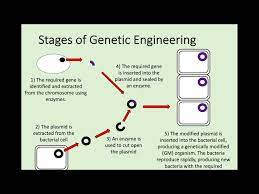 Stages of Genetic Engineering
1) The required gene is
identified and extracted
from the chromosome using
enzymes.
4) The required gene
is inserted into the
plasmid and sealed by
an enzyme.
2) The plasmid is
extracted from the
bacterial cell
3) An enzyme is
used to cut open
the plasmid
5) The modified plasmid is
inserted into the bacterial cell,
producing a genetically modified
(GM) organism. The bacteria
reproduce rapidly, producing new
bacteria with the required